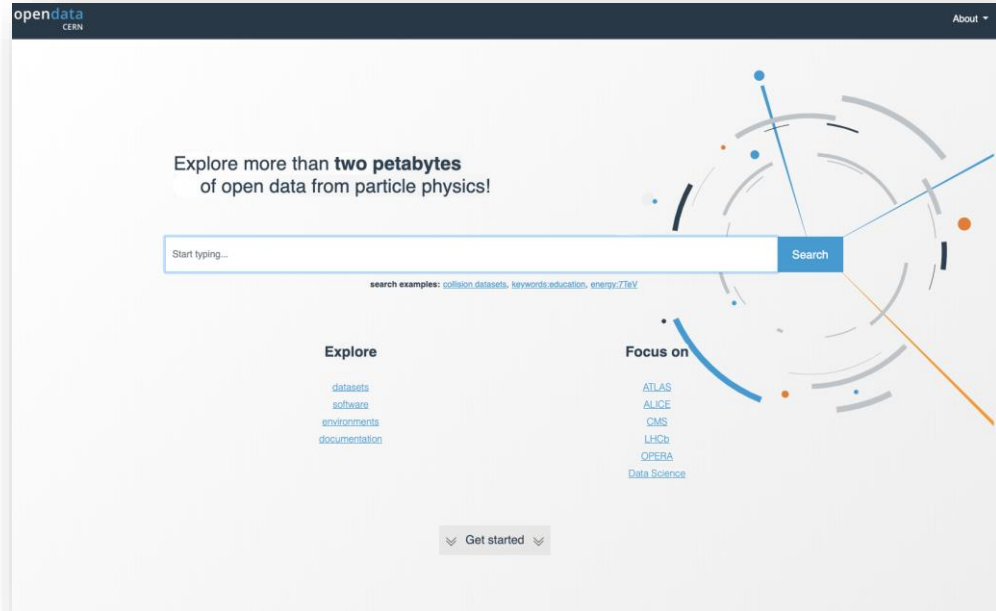 opendata
CERN
About
Explore more than two petabytes
of open data from particle physics!
Start typing...
Search
search examples: collision datasets, keywords:education, energy:7TeV
Explore
datasets
software
environments
documentation
Focus on
ATLAS
ALICE
CMS
LHCb
OPERA
Data Science
Get started